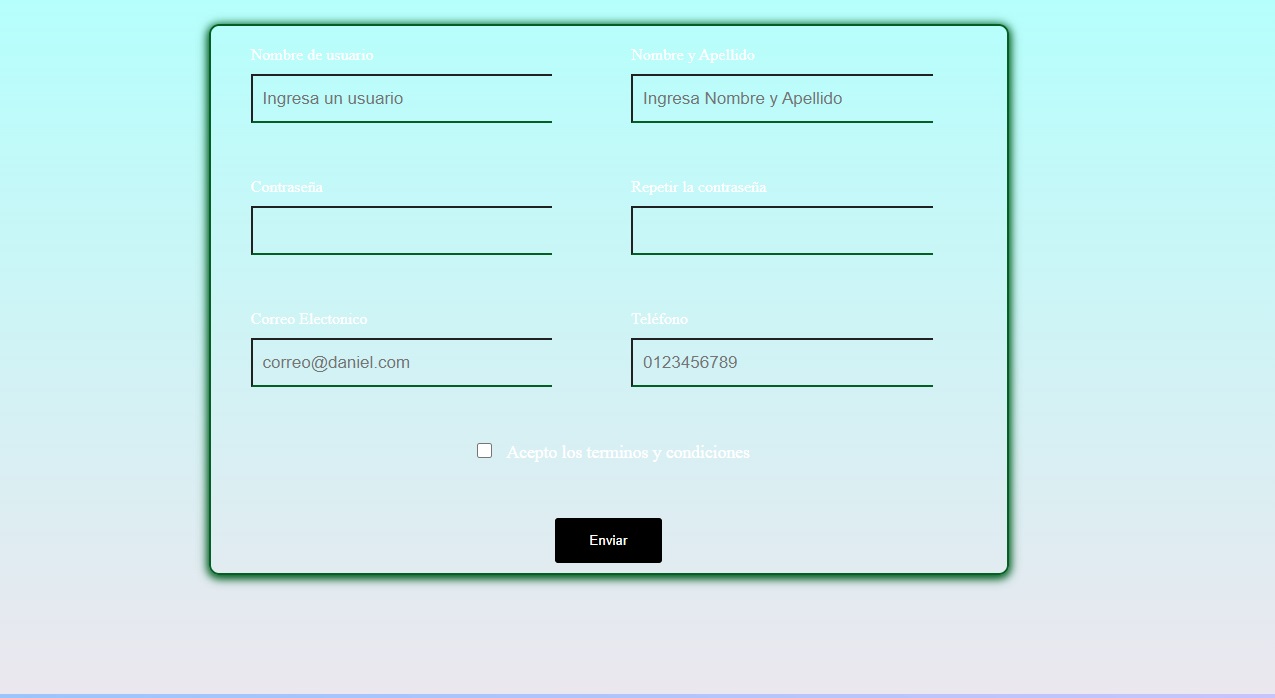 Nombre de usuario
Nombre y Apellido
Ingresa un usuario
Ingresa Nombre y Apellido
Contraseña
Repetir la contraseña
Correo Electonico
Teléfono
correo@daniel.com
0123456789
Acepto los terminos y condiciones
Enviar